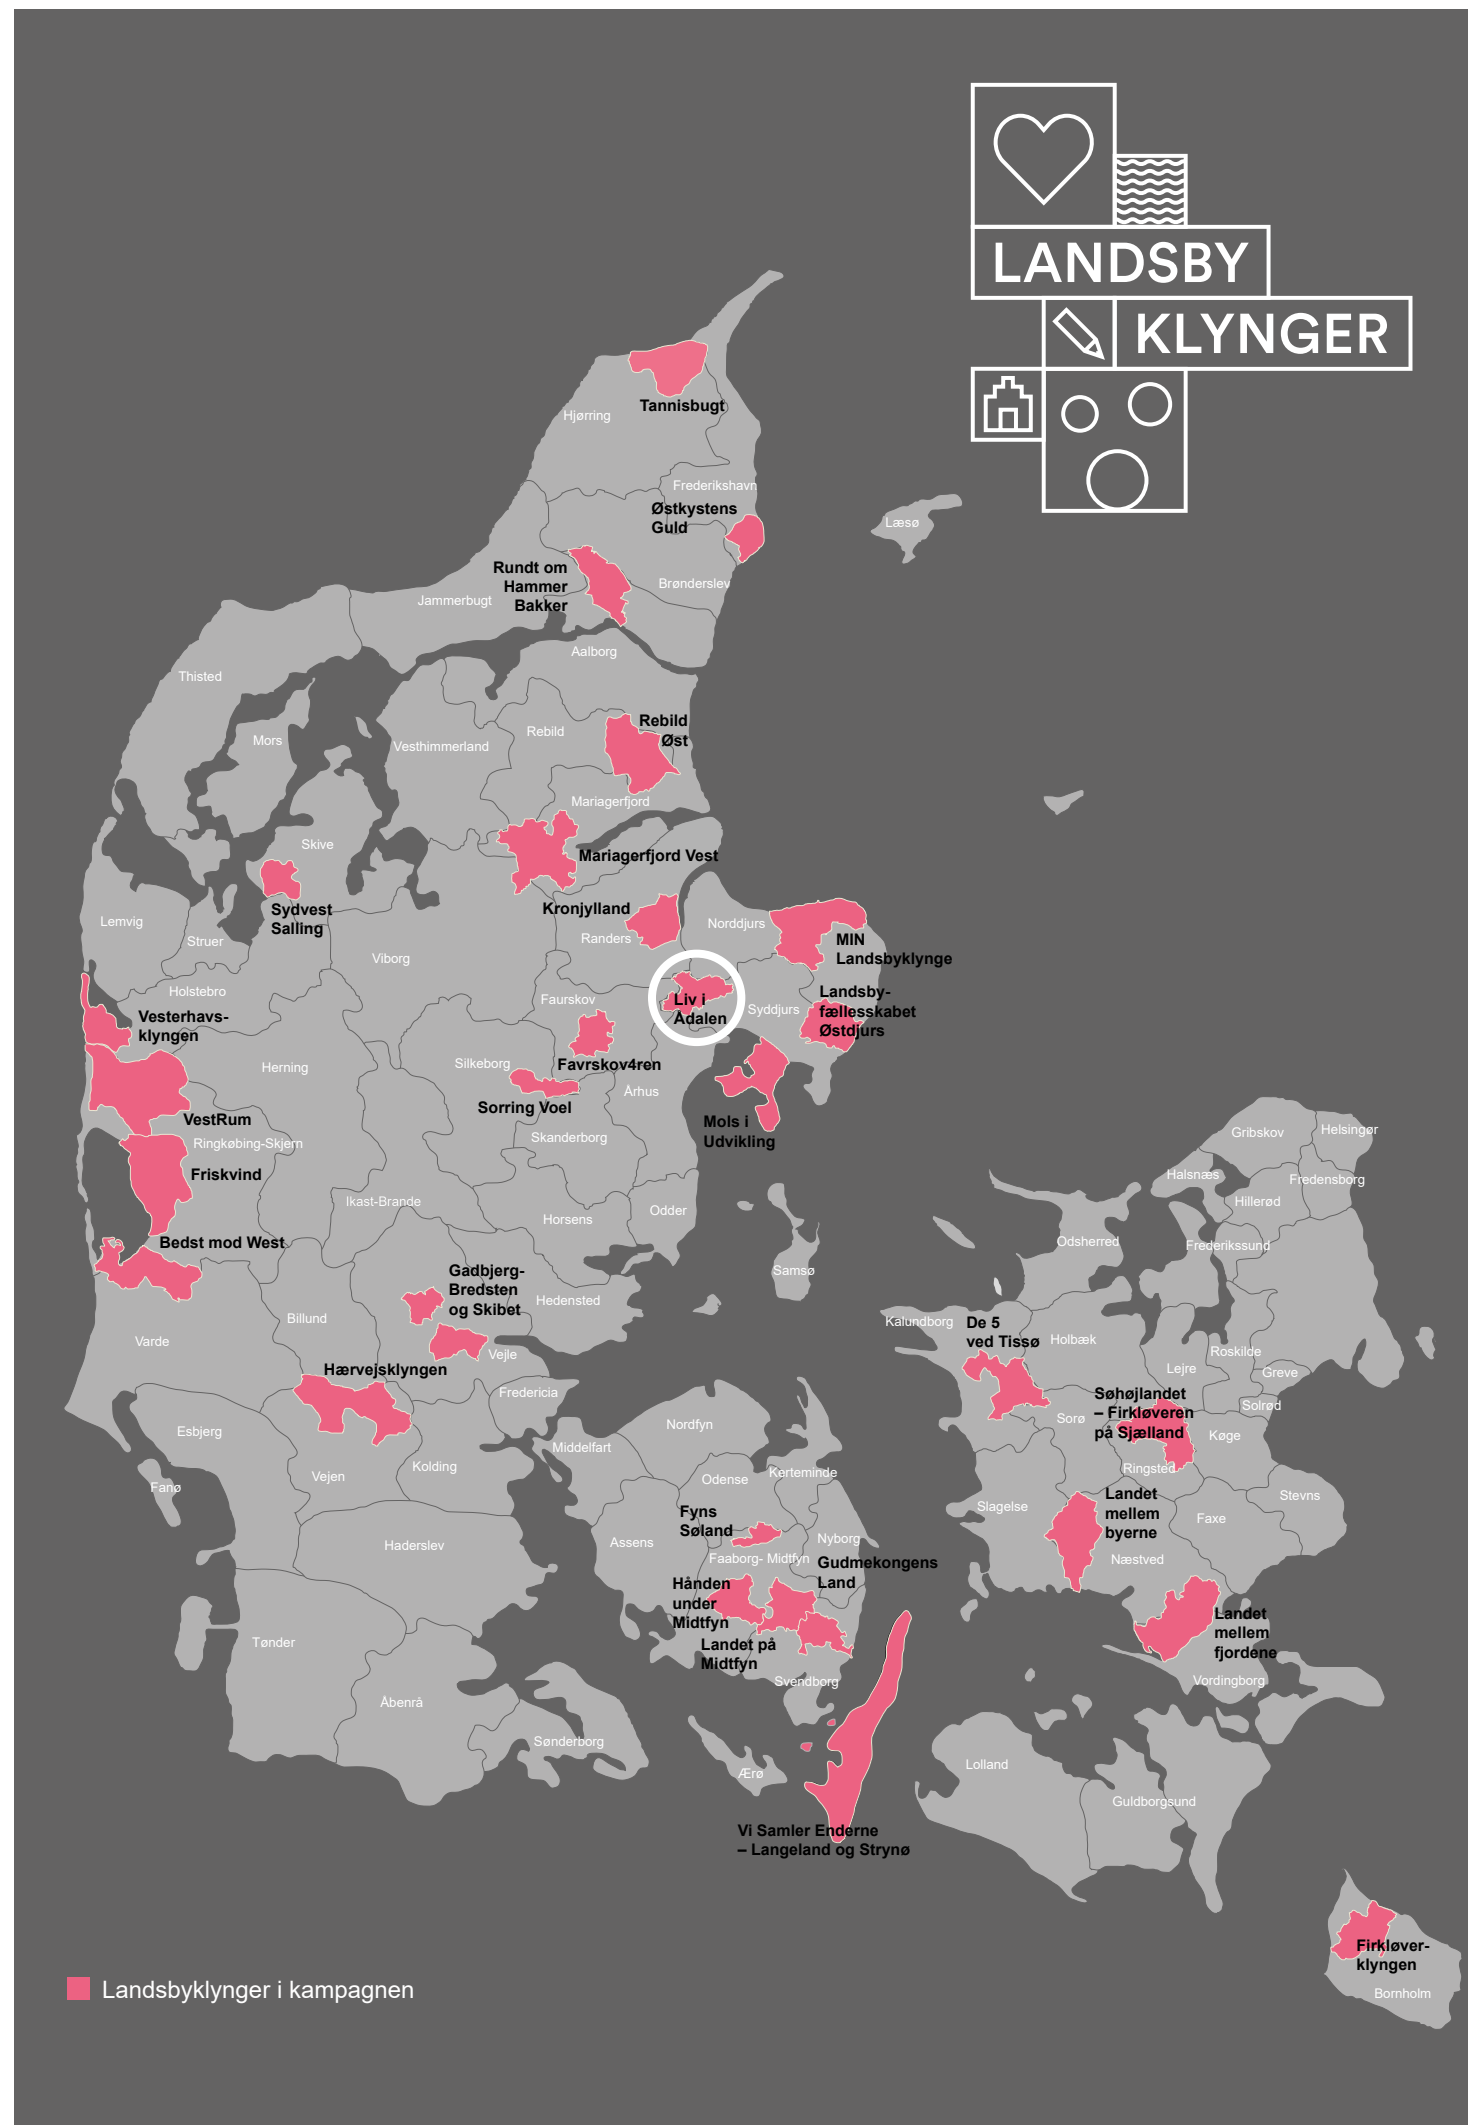 LANDSBY
KLYNGER
Tannisbugt
Hjørring
Frederikshavn
Østkystens
Guld
Læsø
Rundt om
Hammer
Bakker
Brønderslev
Jammerbugt
Aalborg
Thisted
Rebild
Øst
Rebild
Mors
Vesthimmerland
Mariagerfjord
Skive
Mariagerfjord Vest
Sydvest
Salling
Kronjylland
Lemvig
Norddjurs
Struer
Randers
MIN
Landsbyklynge
Viborg
Holstebro
Faurskov
Liv i
Ådalen
Syddjurs
Landsby-
fællesskabet
Østdjurs
Vesterhavs-
klyngen
Herning
Silkeborg
Favrskov4ren
Århus
Sorring Voel
VestRum
Mols i
Udvikling
Ringkøbing-Skjern
Skanderborg
Gribskov
Helsingør
Friskvind
Halsnæs
Fredensborg
Ikast-Brande
Hillerød
Horsens
Odder
Bedst mod West
Odsherred
Frederikssund
Samsø
Gadbjerg-
Bredsten
og Skibet
Hedensted
Billund
Kalundborg
De 5
ved Tissø
Varde
Holbæk
Vejle
Roskilde
Lejre
Greve
Hærvejsklyngen
Fredericia
Søhøjlandet
– Firkløveren
på Sjælland
Solrød
Sorø
Nordfyn
Esbjerg
Køge
Middelfart
Kolding
Vejen
Ringsted
Odense
Kerteminde
Fanø
Stevns
Landet
mellem
byerne
Slagelse
Fyns
Søland
Faxe
Haderslev
Assens
Nyborg
Faaborg- Midtfyn
Næstved
Gudmekongens
Land
Hånden
under
Midtfyn
Landet
mellem
fjordene
Tønder
Landet på
Midtfyn
Svendborg
Vordingborg
Åbenrå
Sønderborg
Lolland
Ærø
Guldborgsund
Vi Samler Enderne
– Langeland og Strynø
Firkløver-
klyngen
Bornholm
Landsbyklynger i kampagnen